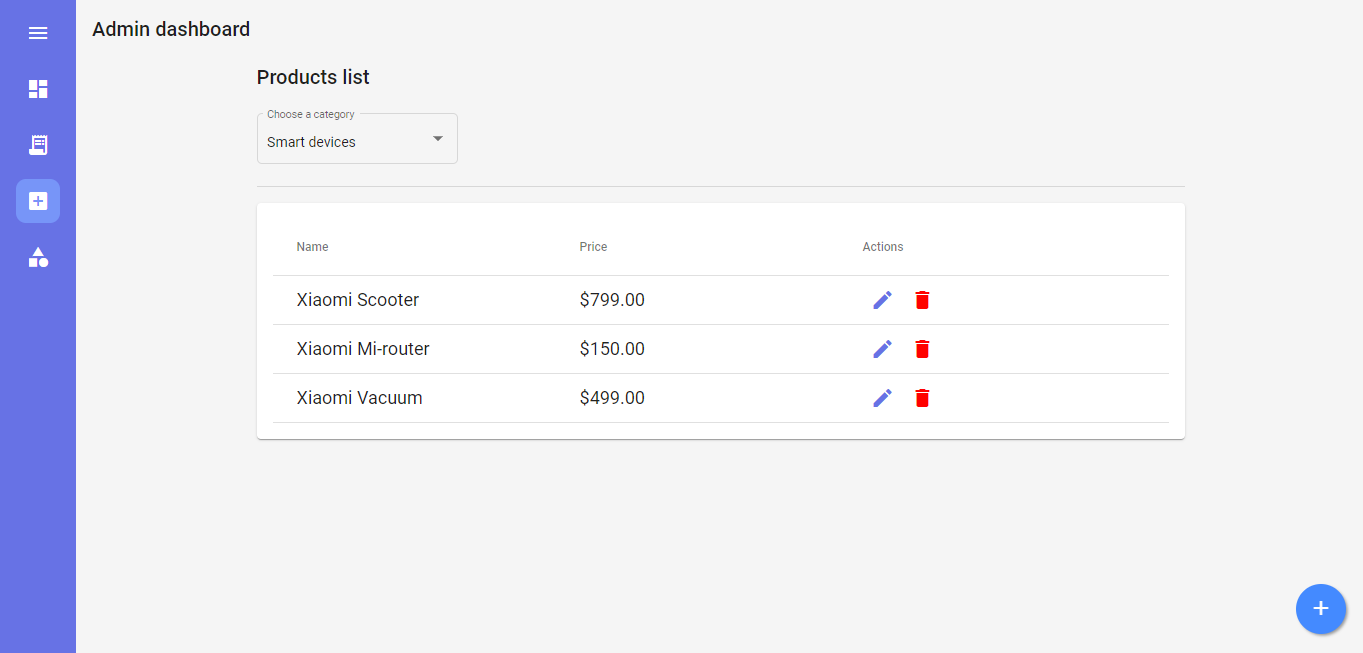 Admin dashboard
Products list
Choose a category
Smart devices
Name Price Actions
Xiaomi Scooter $799.00
Xiaomi Mi-router $150.00
Xiaomi Vacuum $499.00